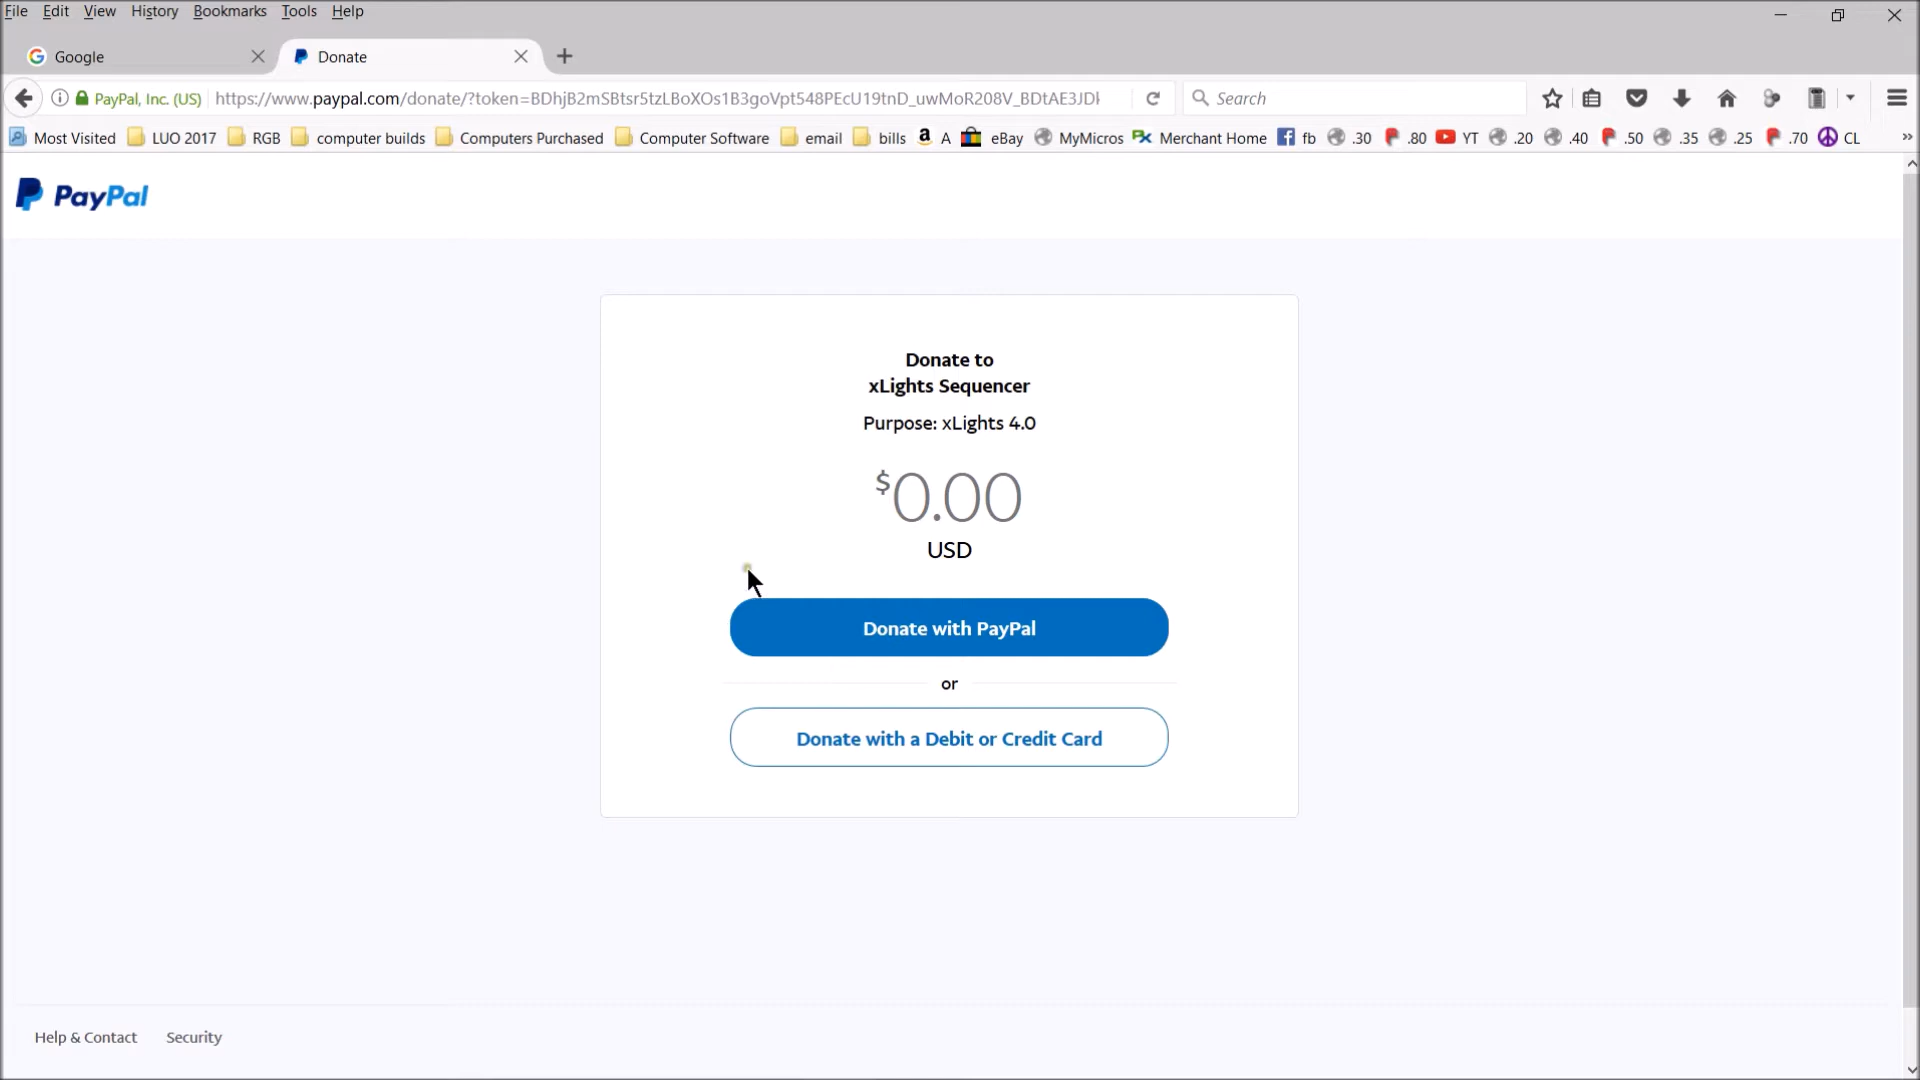 File Edit View History Bookmarks Tools Help
Google
Donate
PayPal, Inc. (US)
https://www.paypal.com/donate/?token=BDhjB2mSBtsr5tzLBoXOs1B3goVpt548PEcU19tnD_uwMoR208V_BDtAE3JDl
Search
Most Visited LUO 2017 RGB computer builds Computers Purchased Computer Software email bills A eBay MyMicros Merchant Home fb .30 .80 YT .20 .40 .50 .35 .25 .70 CL
PayPal
Donate to
xLights Sequencer
Purpose: xLights 4.0
$0.00
USD
Donate with PayPal
or
Donate with a Debit or Credit Card
Help & Contact Security